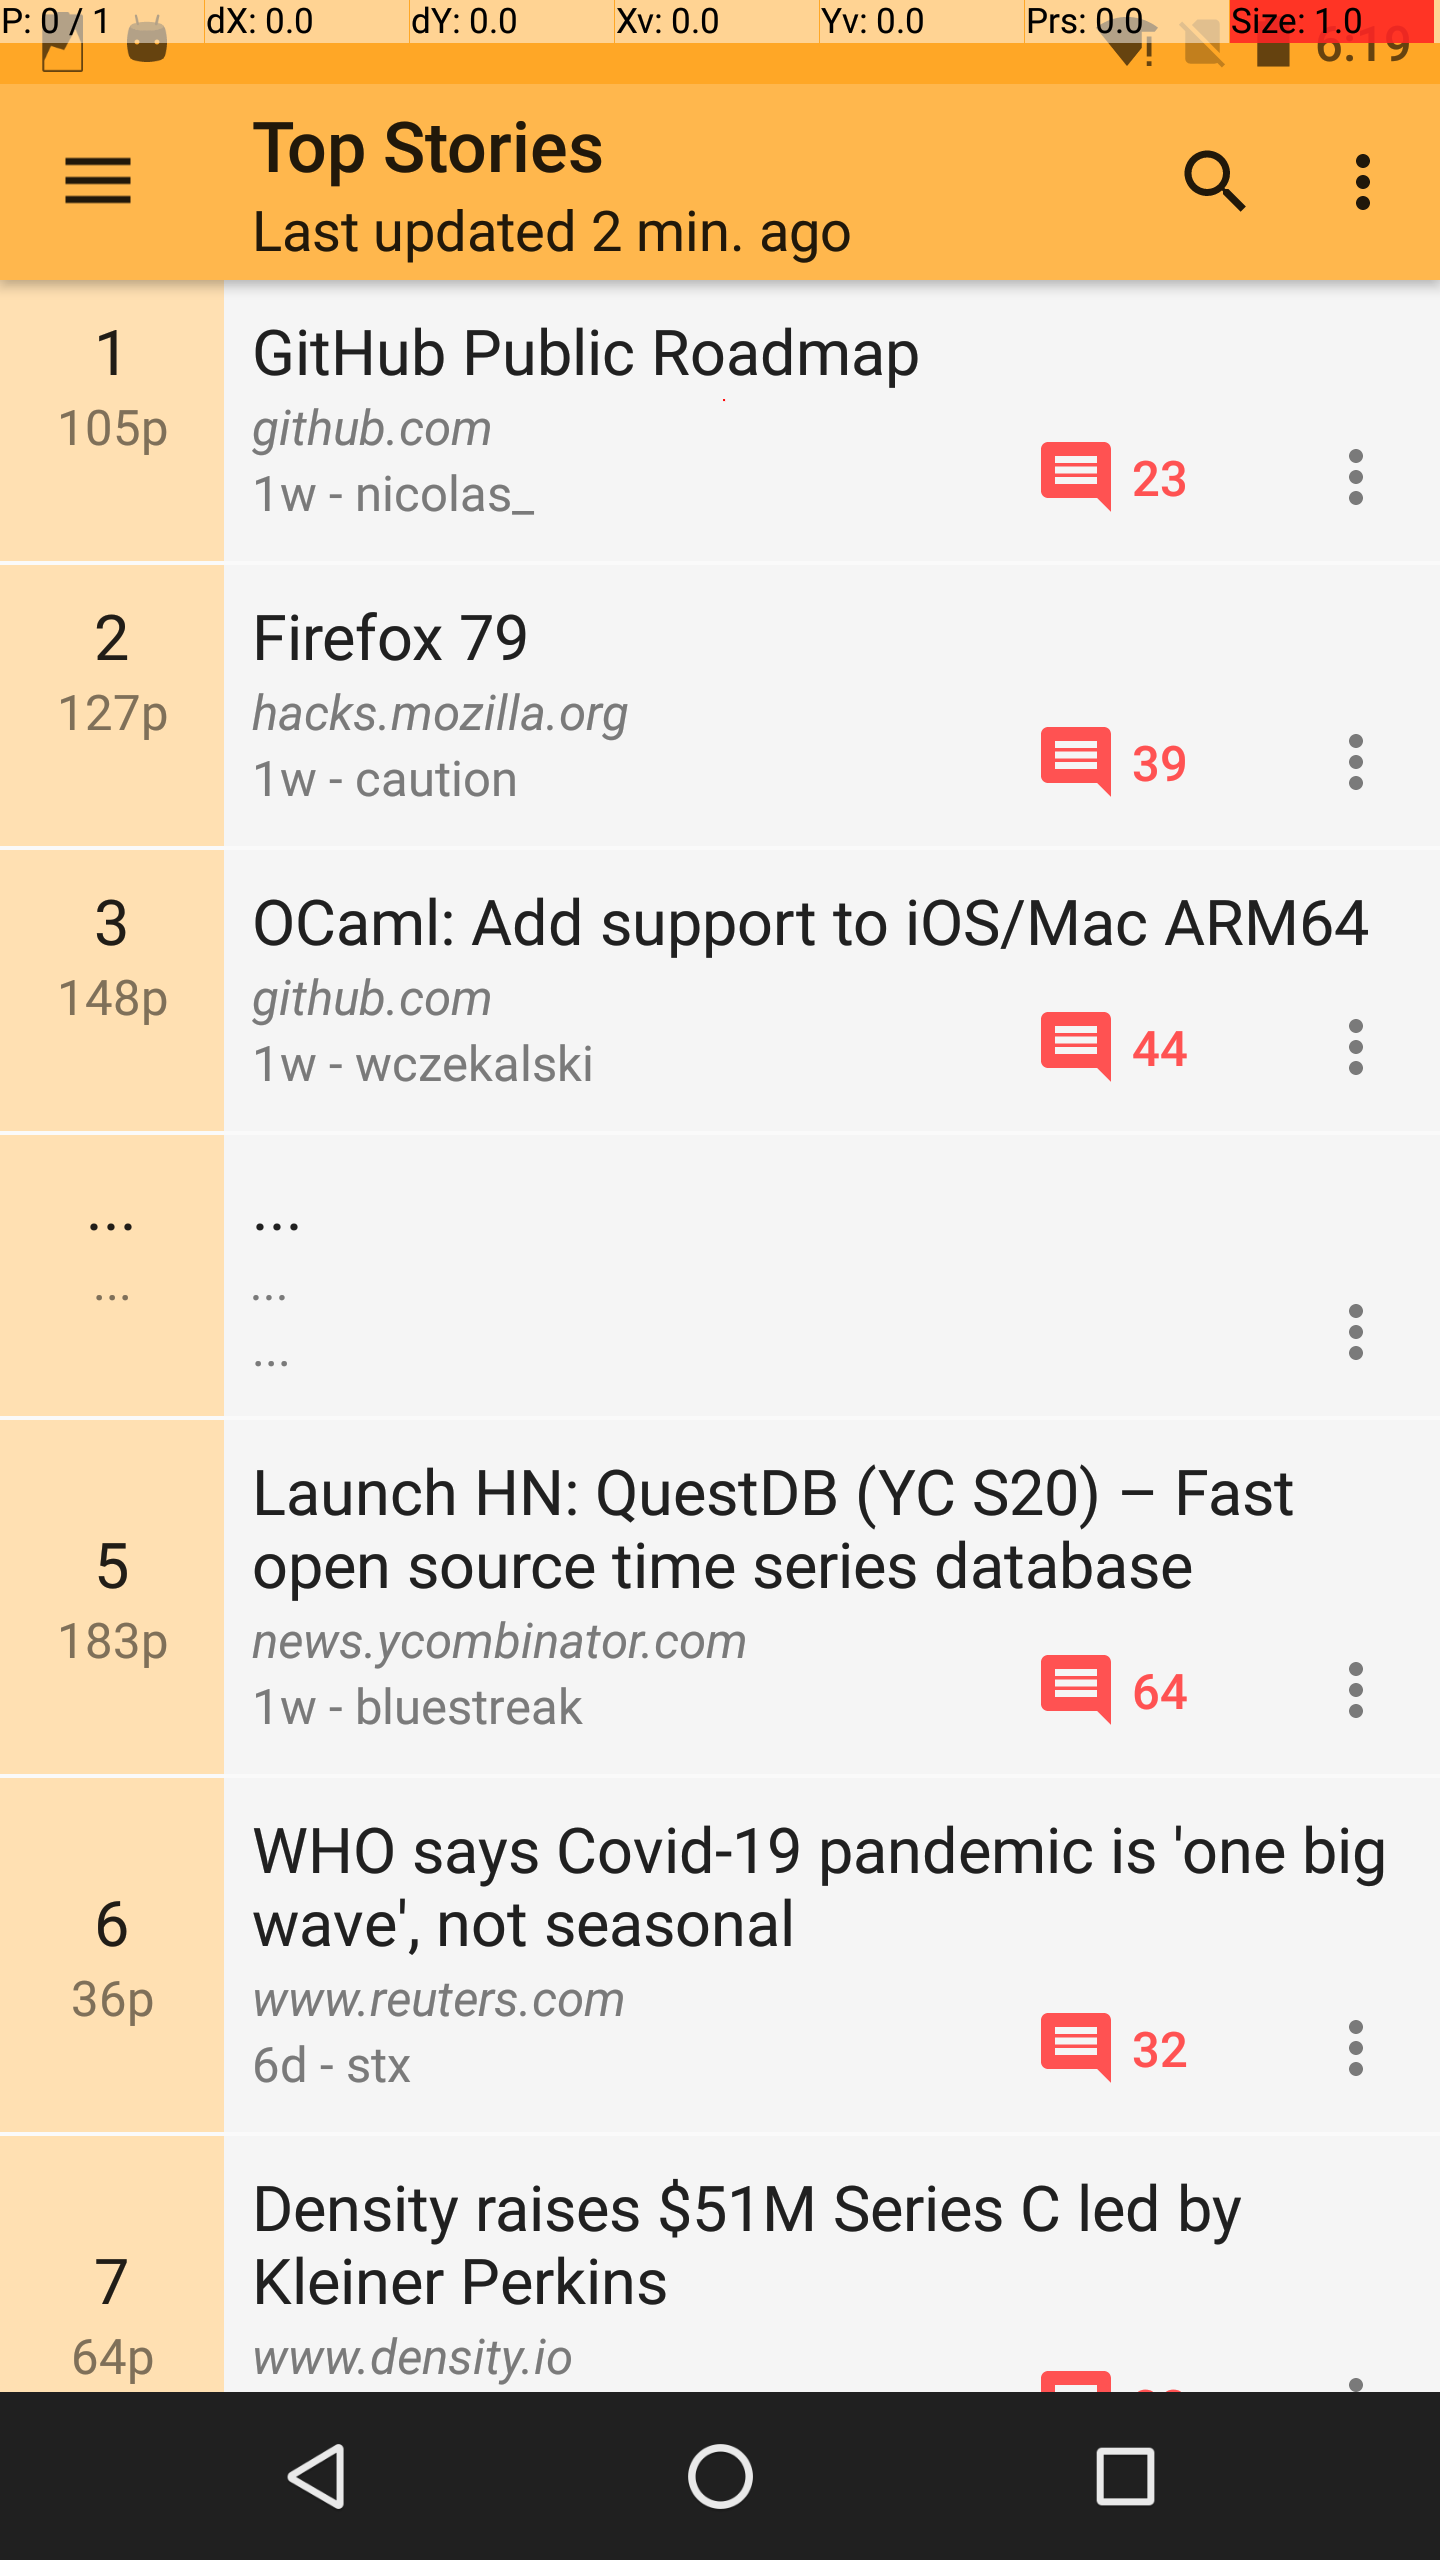 P: 0 / 1 dX: 0.0 dY: 0.0 Xv: 0.0 Yv: 0.0 Prs: 0.0 Size: 1.0
6:19
Top Stories
Last updated 2 min. ago
1
105p
GitHub Public Roadmap
github.com
1w - nicolas_
23
2
127p
Firefox 79
hacks.mozilla.org
1w - caution
39
3
148p
OCaml: Add support to iOS/Mac ARM64
github.com
1w - wczekalski
44
...
...
...
...
...
5
183p
Launch HN: QuestDB (YC S20) – Fast
open source time series database
news.ycombinator.com
1w - bluestreak
64
6
36p
WHO says Covid-19 pandemic is 'one big
wave', not seasonal
www.reuters.com
6d - stx
32
7
64p
Density raises $51M Series C led by
Kleiner Perkins
www.density.io